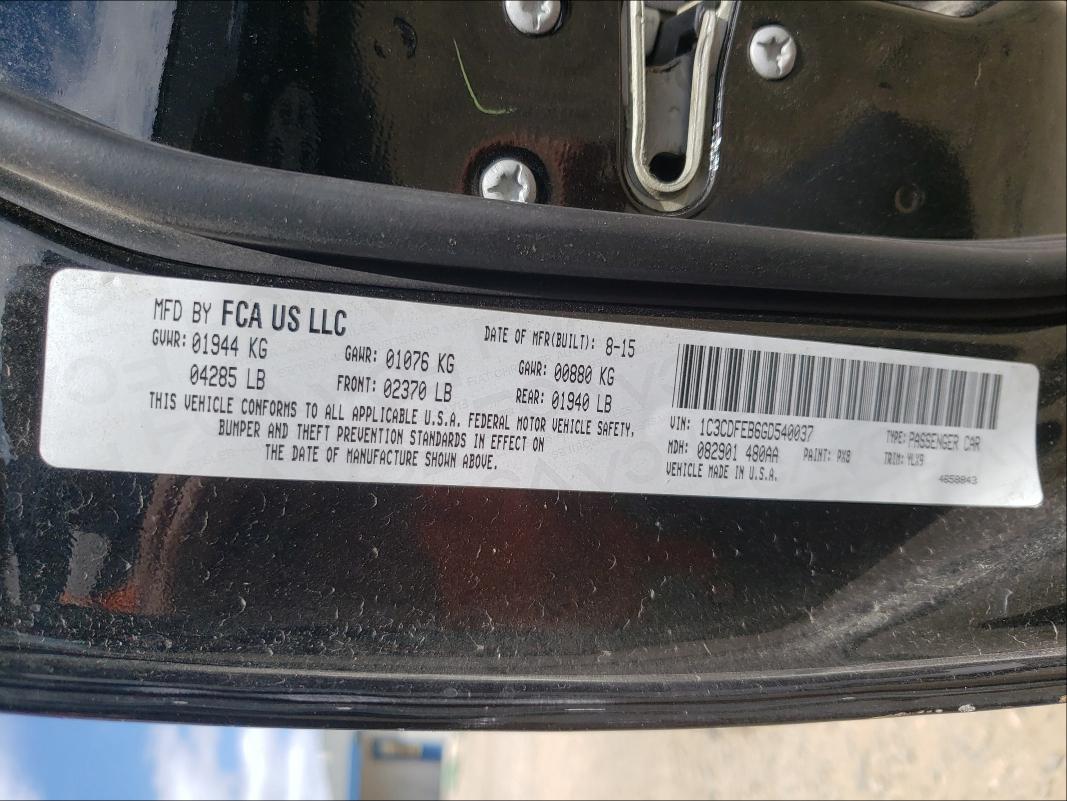 MFD BY FCA US LLC
DATE OF MFR(BUILT): 8-15
GVWR: 01944 KG
GAWR: 01076 KG
GAWR: 00880 KG
04285 LB
FRONT: 02370 LB
REAR: 01940 LB
THIS VEHICLE CONFORMS TO ALL APPLICABLE U.S.A. FEDERAL MOTOR VEHICLE SAFETY,
BUMPER AND THEFT PREVENTION STANDARDS IN EFFECT ON
THE DATE OF MANUFACTURE SHOWN ABOVE.
VIN: 1C3CDFEB6GD540037
TYPE: PASSENGER CAR
MDH: 082901 480AA
PAINT: PX8
TRIM: YLX9
VEHICLE MADE IN U.S.A.
4658843